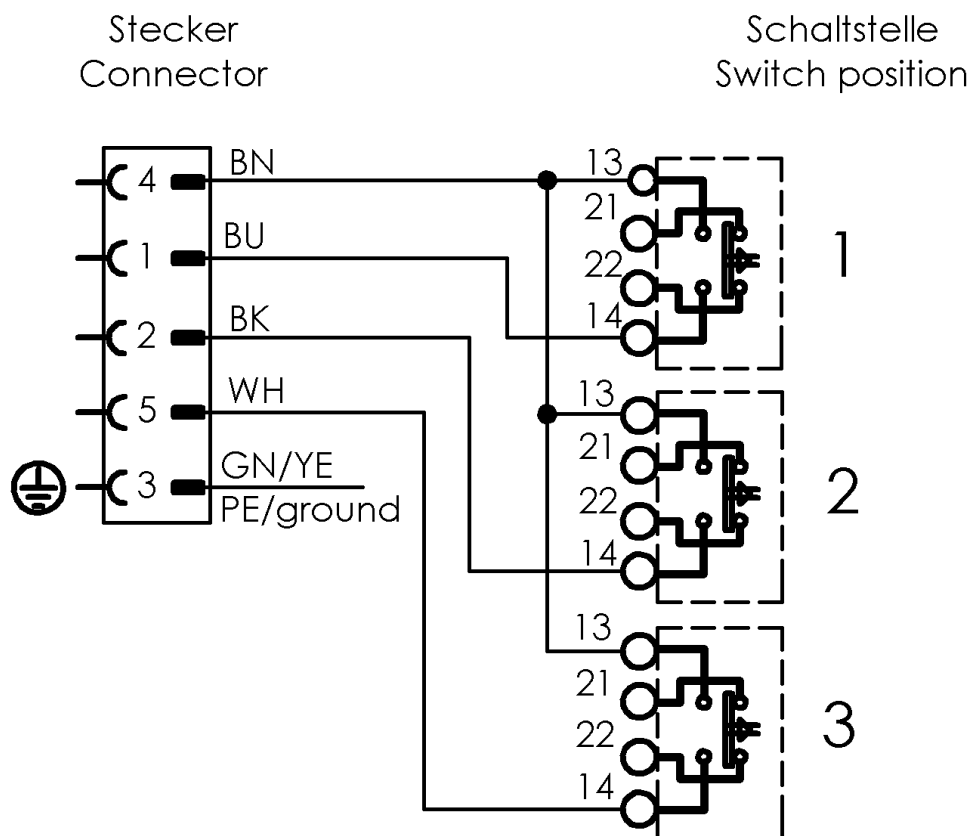 Stecker
Connector
Schaltstelle
Switch position
4 BN
1 BU
2 BK
5 WH
3 GN/YE
PE/ground
13
21
22
14
1
13
21
22
14
2
13
21
22
14
3